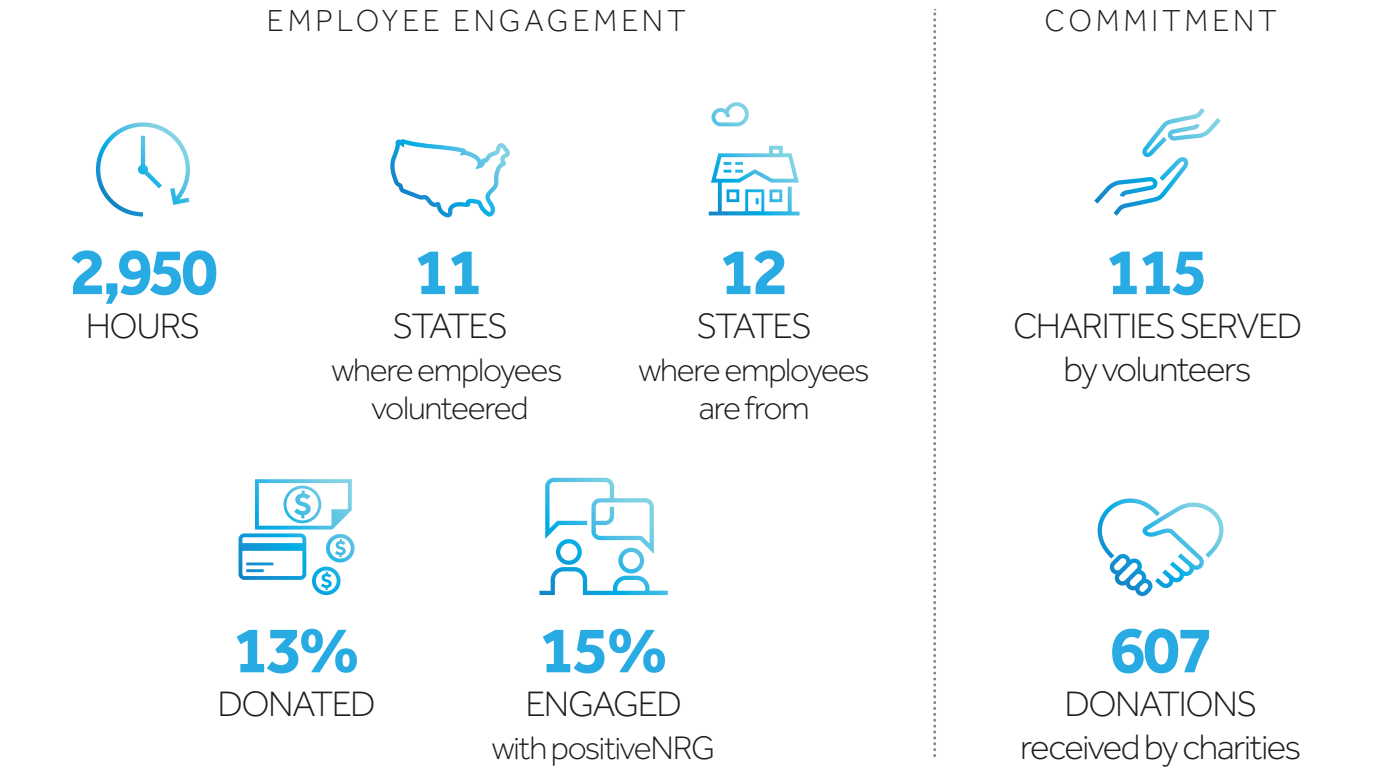 EMPLOYEE ENGAGEMENT
2,950
HOURS
11
STATES
where employees
volunteered
12
STATES
where employees
are from
$
$
$
13%
DONATED
15%
ENGAGED
with positiveNRG
COMMITMENT
115
CHARITIES SERVED
by volunteers
607
DONATIONS
received by charities